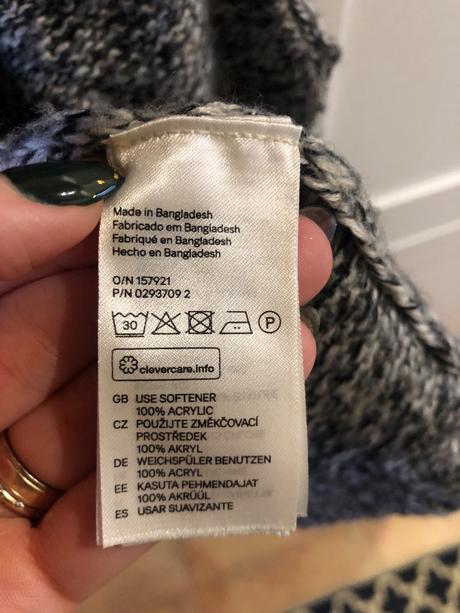 Made in Bangladesh
Fabricado em Bangladesh
Fabriqué en Bangladesh
Hecho en Bangladesh
O/N 157921
P/N 0293709 2
30 P
clevercare.info
GB USE SOFTENER
100% ACRYLIC
CZ POUŽIJTE ZMĚKČOVACÍ
PROSTŘEDEK
100% AKRYL
DE WEICHSPÜLER BENUTZEN
100% ACRYL
EE KASUTA PEHMENDAJAT
100% AKRÜÜL
ES USAR SUAVIZANTE